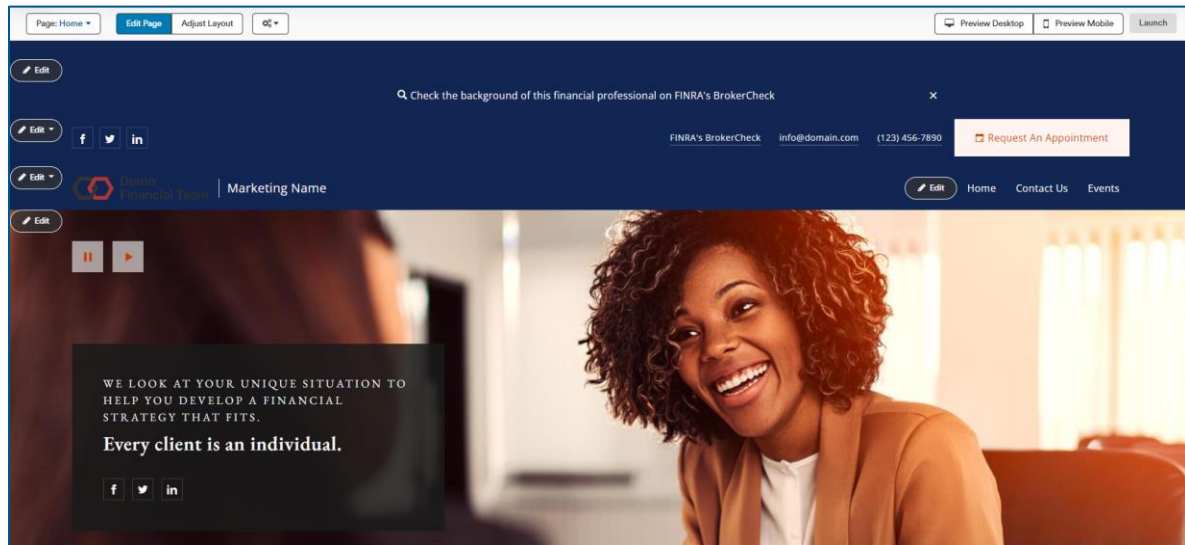 Page: Home
Edit Page
Adjust Layout
Preview Desktop
Preview Mobile
Launch
Edit
Check the background of this financial professional on FINRA's BrokerCheck
Edit
FINRA's BrokerCheck
info@domain.com
(123) 456-7890
Request An Appointment
Edit
Demo
Financial Team
Marketing Name
Edit
Home
Contact Us
Events
Edit
WE LOOK AT YOUR UNIQUE SITUATION TO
HELP YOU DEVELOP A FINANCIAL
STRATEGY THAT FITS.
Every client is an individual.